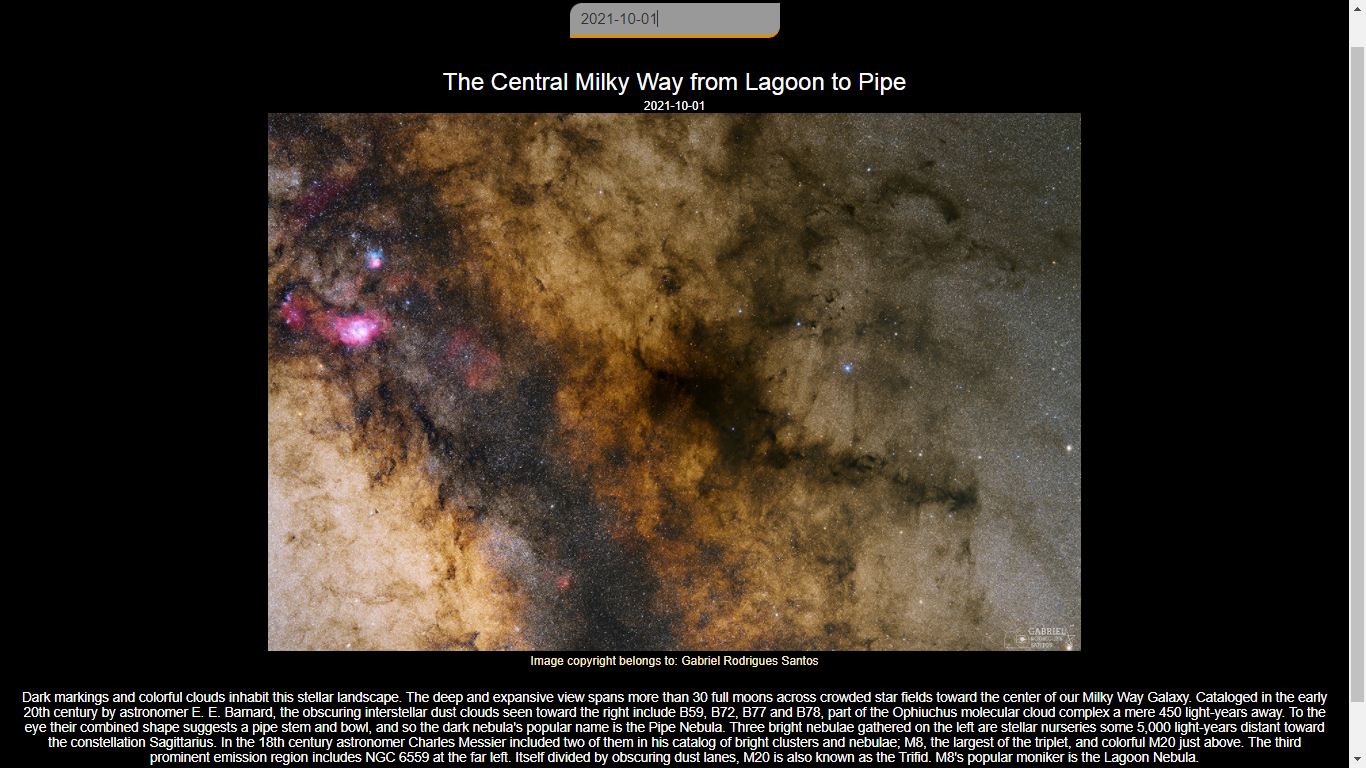 2021-10-01
The Central Milky Way from Lagoon to Pipe
2021-10-01
GABRIEL
RODRIGUES
SANTOS
Image copyright belongs to: Gabriel Rodrigues Santos
Dark markings and colorful clouds inhabit this stellar landscape. The deep and expansive view spans more than 30 full moons across crowded star fields toward the center of our Milky Way Galaxy. Cataloged in the early
20th century by astronomer E. E. Barnard, the obscuring interstellar dust clouds seen toward the right include B59, B72, B77 and B78, part of the Ophiuchus molecular cloud complex a mere 450 light-years away. To the
eye their combined shape suggests a pipe stem and bowl, and so the dark nebula's popular name is the Pipe Nebula. Three bright nebulae gathered on the left are stellar nurseries some 5,000 light-years distant toward
the constellation Sagittarius. In the 18th century astronomer Charles Messier included two of them in his catalog of bright clusters and nebulae; M8, the largest of the triplet, and colorful M20 just above. The third
prominent emission region includes NGC 6559 at the far left. Itself divided by obscuring dust lanes, M20 is also known as the Trifid. M8's popular moniker is the Lagoon Nebula.